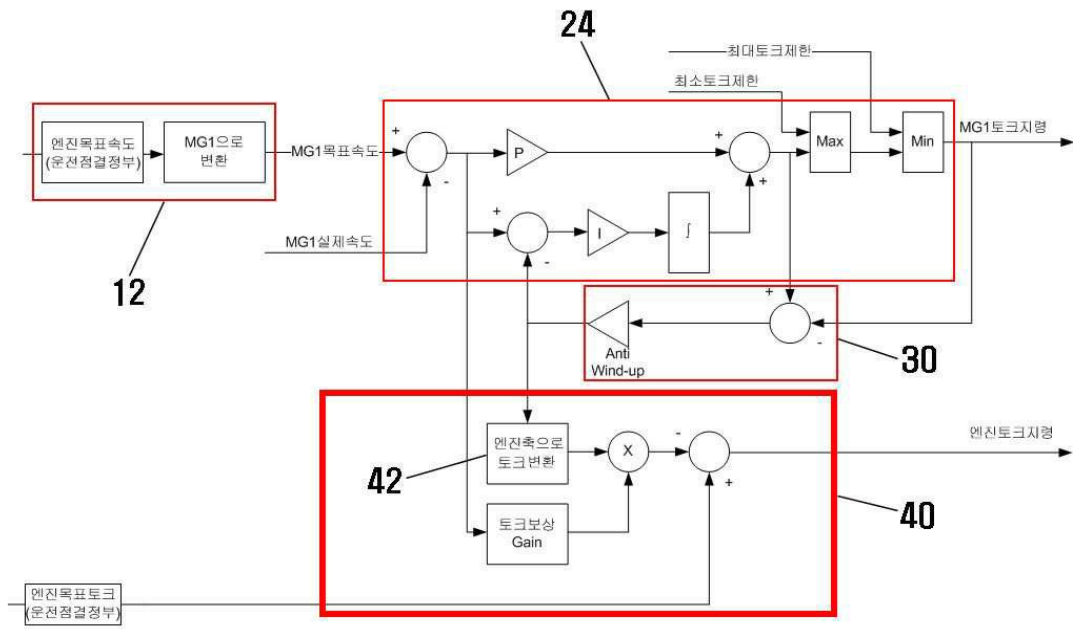 24
최대토크제한
최소토크제한
엔진목표속도
(운전점결정부)
MG1으로
변환
MG1목표속도
+
-
P
+
+
Max
Min
MG1토크지령
MG1실제속도
+
-
I
∫
12
+
-
Anti
Wind-up
30
엔진축으로
토크변환
X
-
+
엔진토크지령
42
토크보상
Gain
40
엔진목표토크
(운전점결정부)